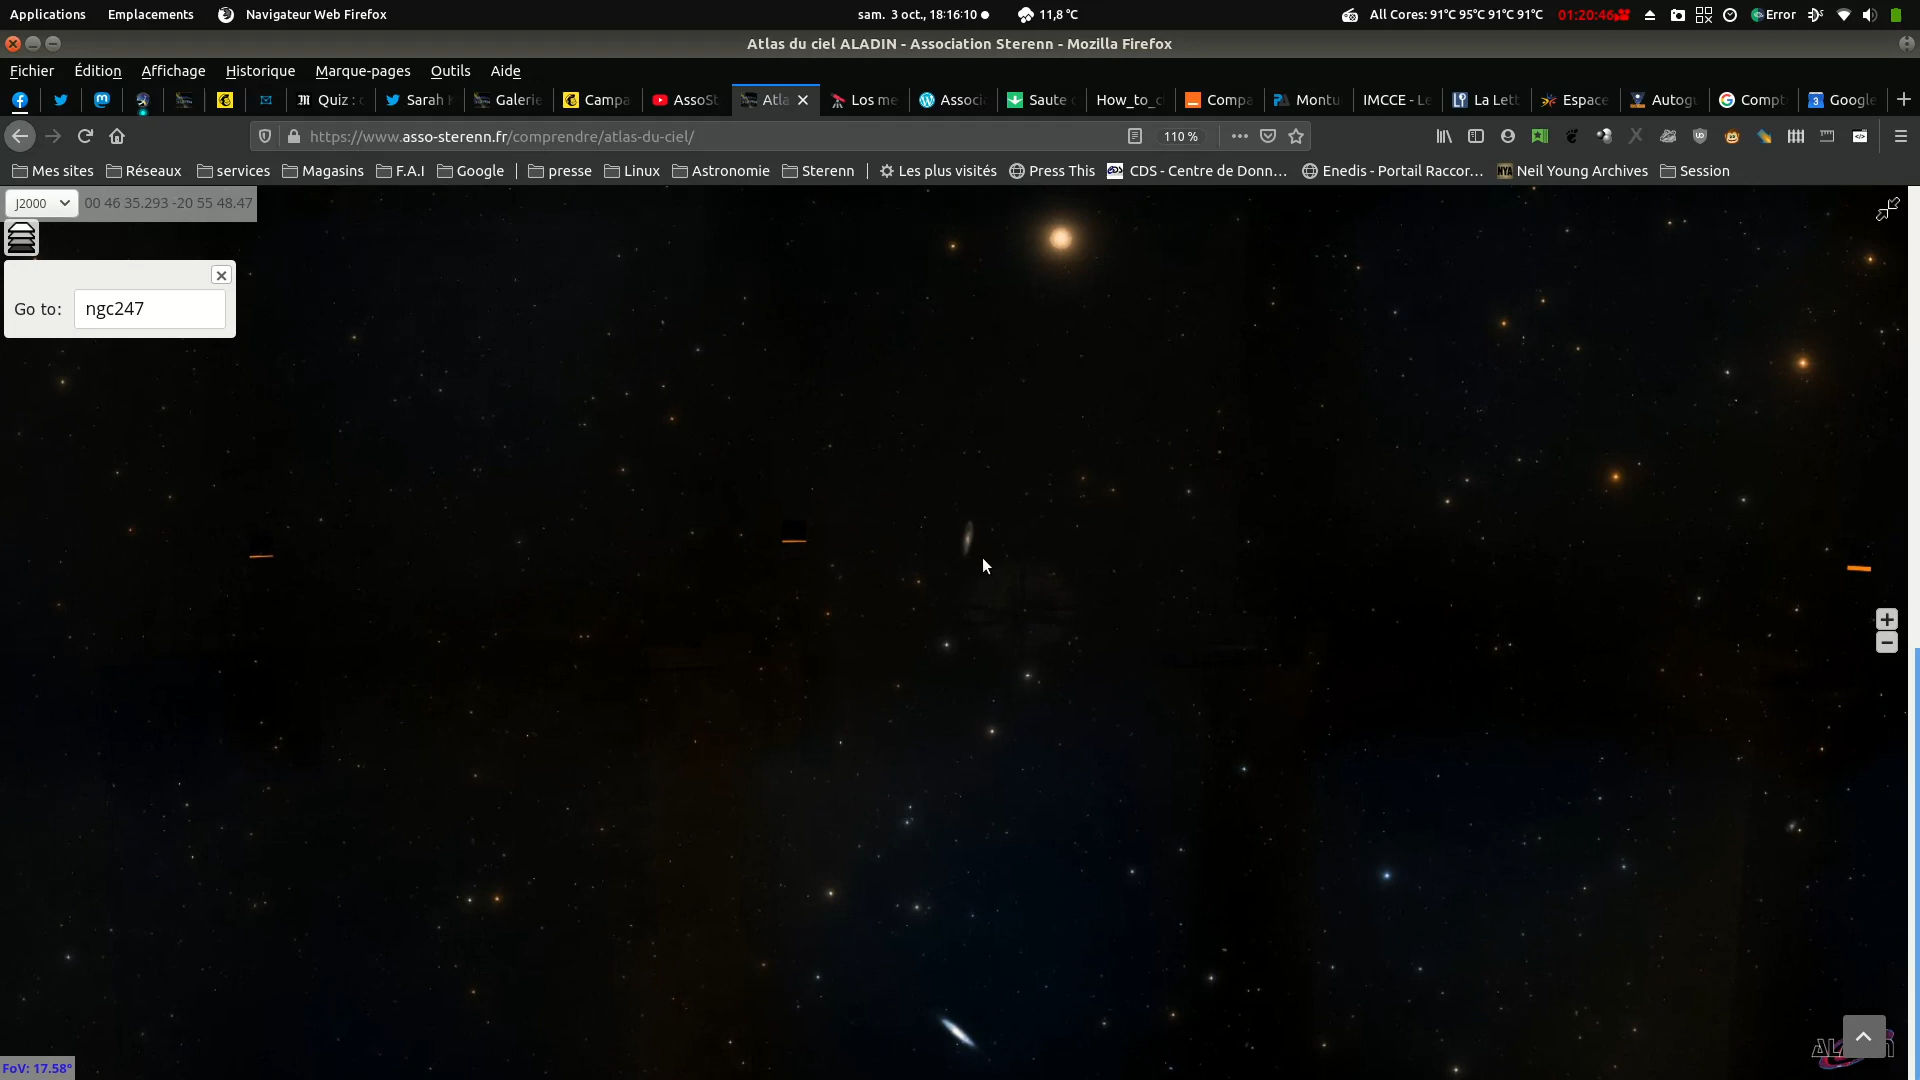 Applications Emplacements Navigateur Web Firefox sam. 3 oct., 18:16:10 11,8 °C All Cores: 91°C 95°C 91°C 91°C 01:20:46 Error
Atlas du ciel ALADIN - Association Sterenn - Mozilla Firefox
Fichier Édition Affichage Historique Marque-pages Outils Aide
Quiz : Sarah Galerie Campa AssoSt Atla Los me Associ Saute How_to_c Compa Montu IMCCE - Le La Lett Espace Autogu Compt Google
https://www.asso-sterenn.fr/comprendre/atlas-du-ciel/ 110 %
Mes sites Réseaux services Magasins F.A.I Google presse Linux Astronomie Sterenn Les plus visités Press This CDS - Centre de Donn... Enedis - Portail Raccor... Neil Young Archives Session
J2000 00 46 35.293 -20 55 48.47
Go to: ngc247
+
−
FoV: 17.58°